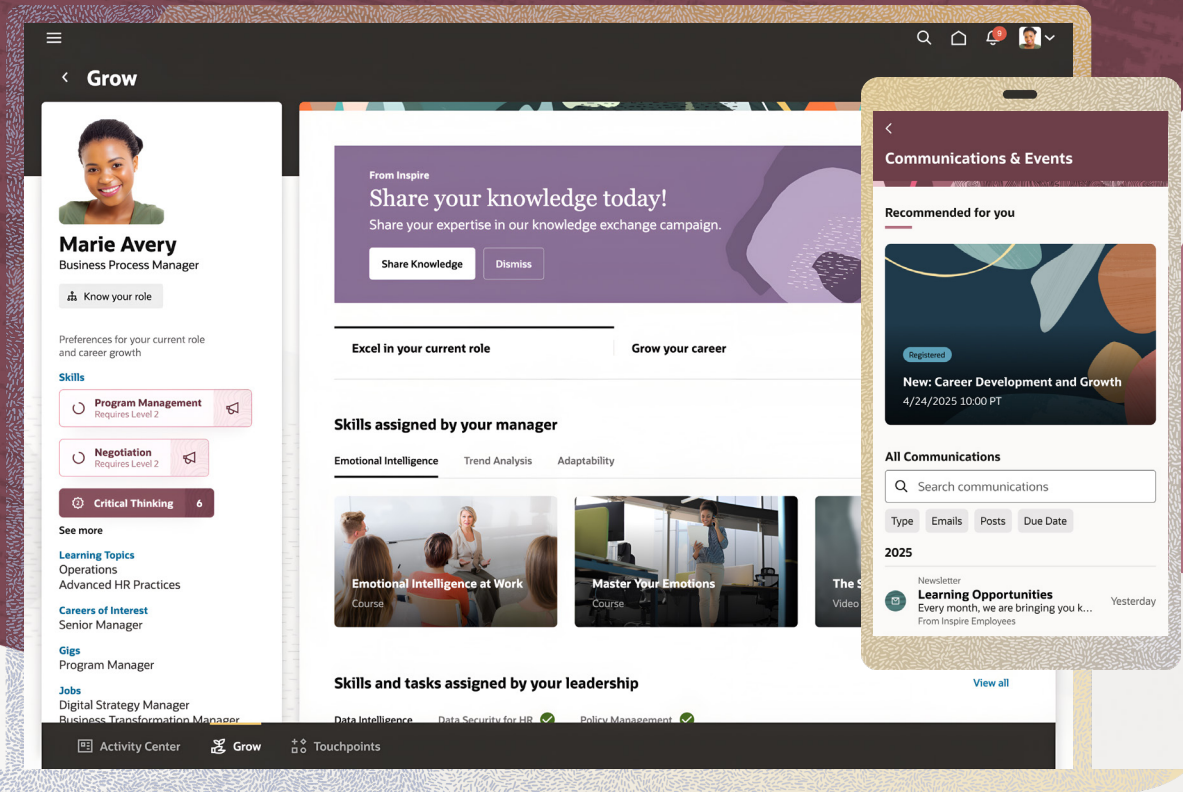 9
Grow
Marie Avery
Business Process Manager
Know your role
Preferences for your current role
and career growth
Skills
Program Management
Requires Level 2
Negotiation
Requires Level 2
Critical Thinking 6
See more
Learning Topics
Operations
Advanced HR Practices
Careers of Interest
Senior Manager
Gigs
Program Manager
Jobs
Digital Strategy Manager
Business Transformation Manager
From Inspire
Share your knowledge today!
Share your expertise in our knowledge exchange campaign.
Share Knowledge Dismiss
Excel in your current role Grow your career
Skills assigned by your manager
Emotional Intelligence Trend Analysis Adaptability
Emotional Intelligence at Work
Course
Master Your Emotions
Course
The S
Video
Skills and tasks assigned by your leadership
View all
Data Intelligence Data Security for HR Policy Management
Activity Center Grow Touchpoints
Communications & Events
Recommended for you
Registered
New: Career Development and Growth
4/24/2025 10:00 PT
All Communications
Search communications
Type Emails Posts Due Date
2025
Newsletter
Learning Opportunities
Every month, we are bringing you k...
From Inspire Employees
Yesterday